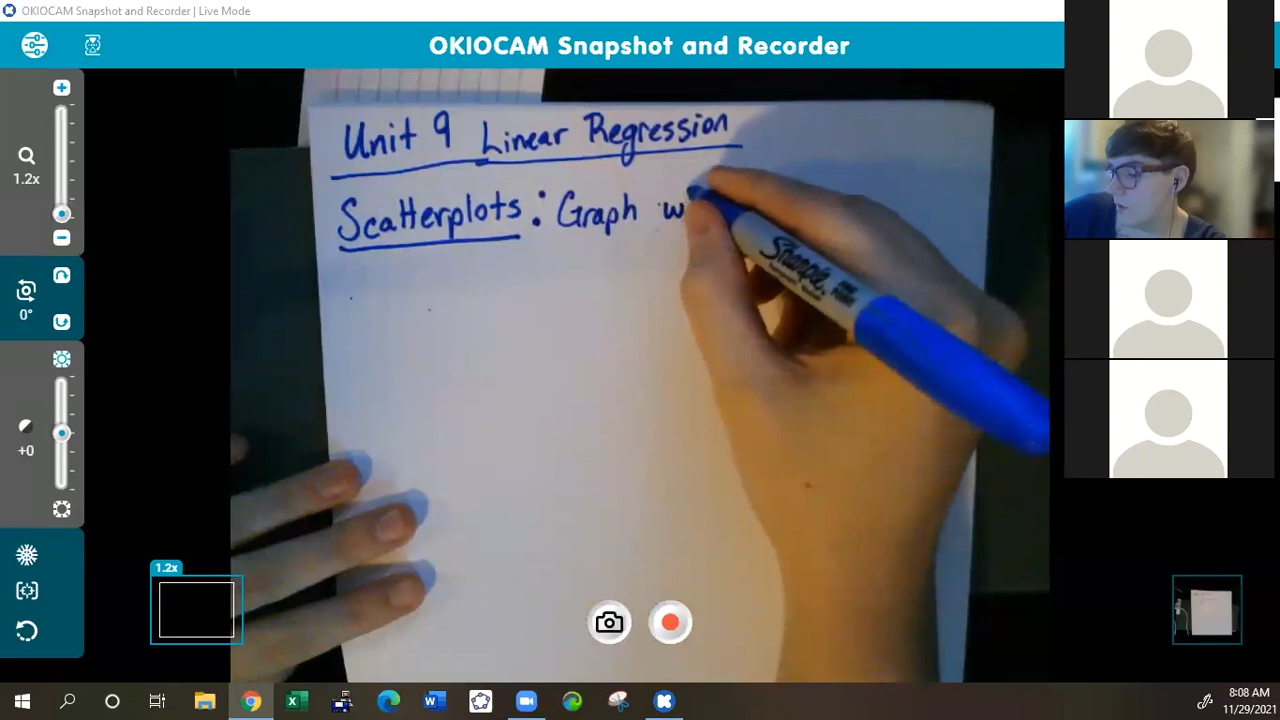 OKIOCAM Snapshot and Recorder | Live Mode
OKIOCAM Snapshot and Recorder
1.2x
0°
+0
Unit 9 Linear Regression
Scatterplots : Graph w
Sharpie
1.2x
8:08 AM
11/29/2021